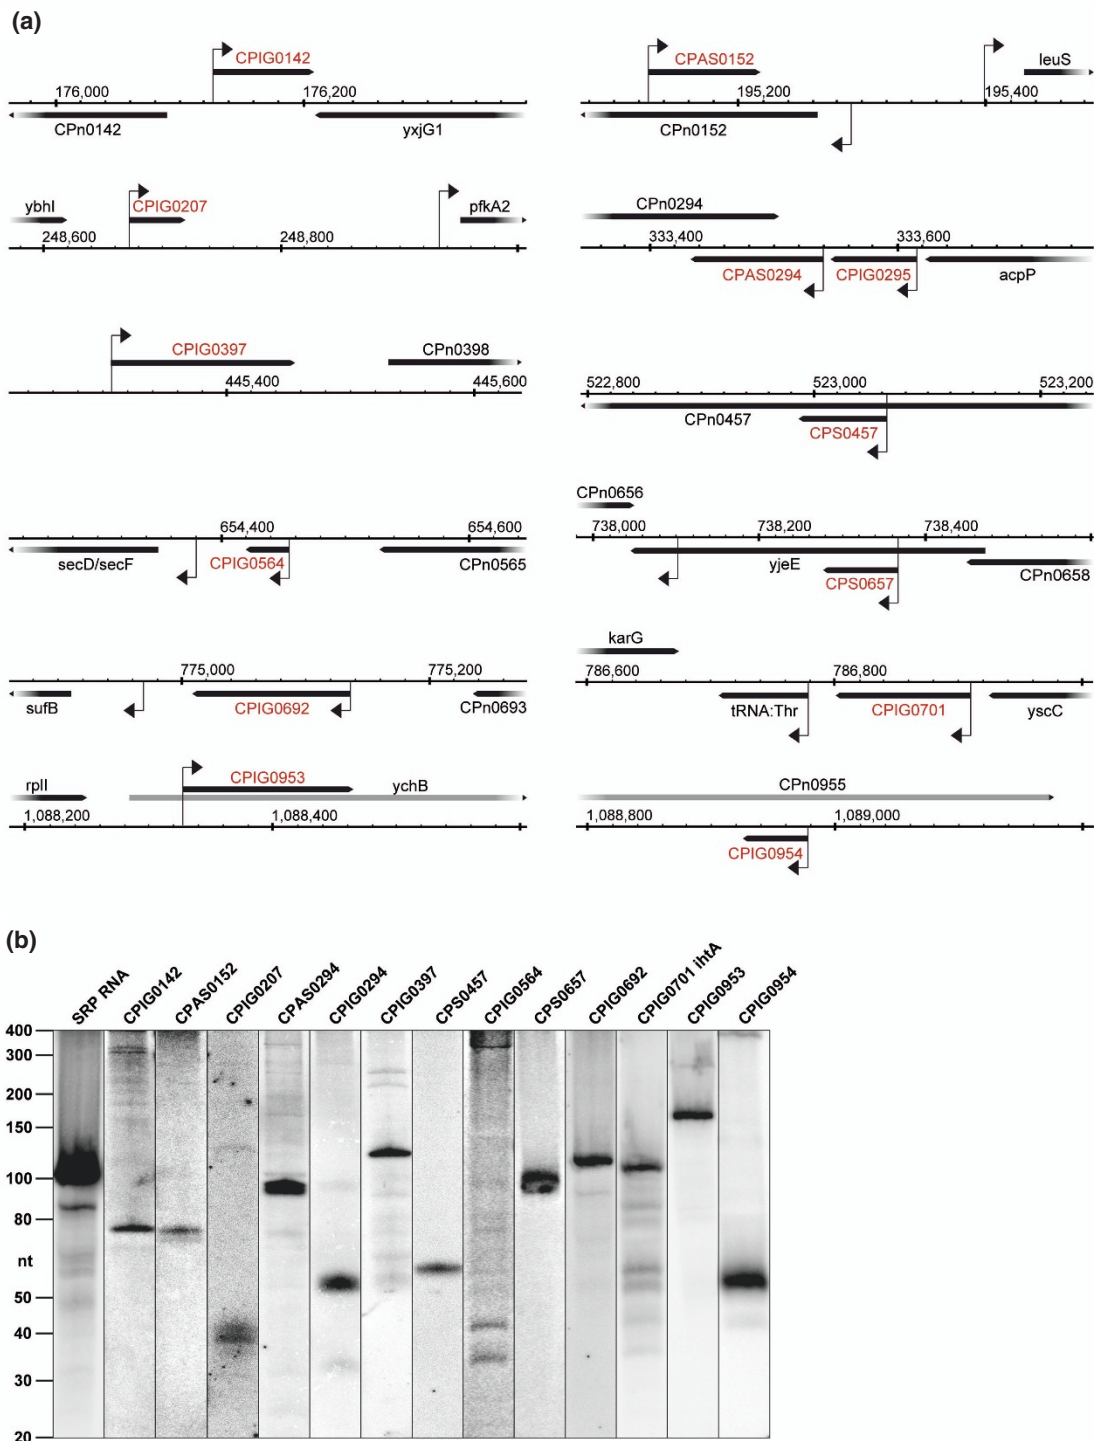 (a)
CPIG0142
176,000 176,200
CPn0142 yxjG1
CPAS0152 leuS
195,200 195,400
CPn0152
ybhI CPIG0207 pfkA2
248,600 248,800
CPn0294
333,400 333,600
CPAS0294 CPIG0295 acpP
CPIG0397 CPn0398
445,400 445,600
522,800 523,000 523,200
CPn0457
CPS0457
654,400 654,600
secD/secF CPIG0564 CPn0565
CPn0656
738,000 738,200 738,400
yjeE CPn0658
CPS0657
775,000 775,200
sufB CPIG0692 CPn0693
karG
786,600 786,800
tRNA:Thr CPIG0701 yscC
rplI CPIG0953 ychB
1,088,200 1,088,400
CPn0955
1,088,800 1,089,000
CPIG0954
(b)
SRP RNA CPIG0142 CPAS0152 CPIG0207 CPAS0294 CPIG0294 CPIG0397 CPS0457 CPIG0564 CPS0657 CPIG0692 CPIG0701 ihtA CPIG0953 CPIG0954
400
300
200
150
100
80
nt
50
40
30
20